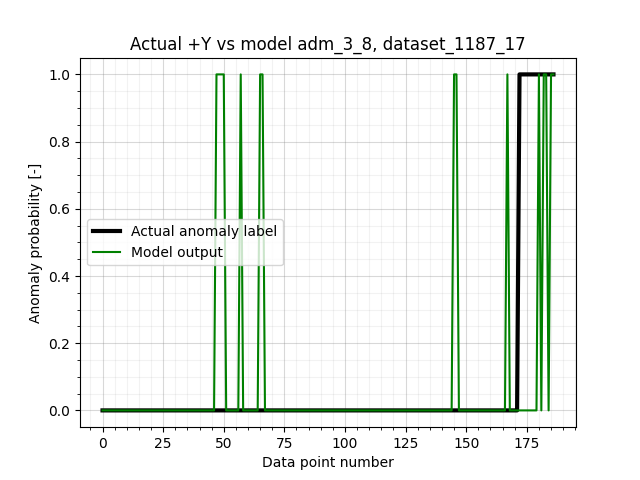 Actual +Y vs model adm_3_8, dataset_1187_17
Anomaly probability [-]
1.0
0.8
0.6
0.4
0.2
0.0
Actual anomaly label
Model output
0 25 50 75 100 125 150 175
Data point number